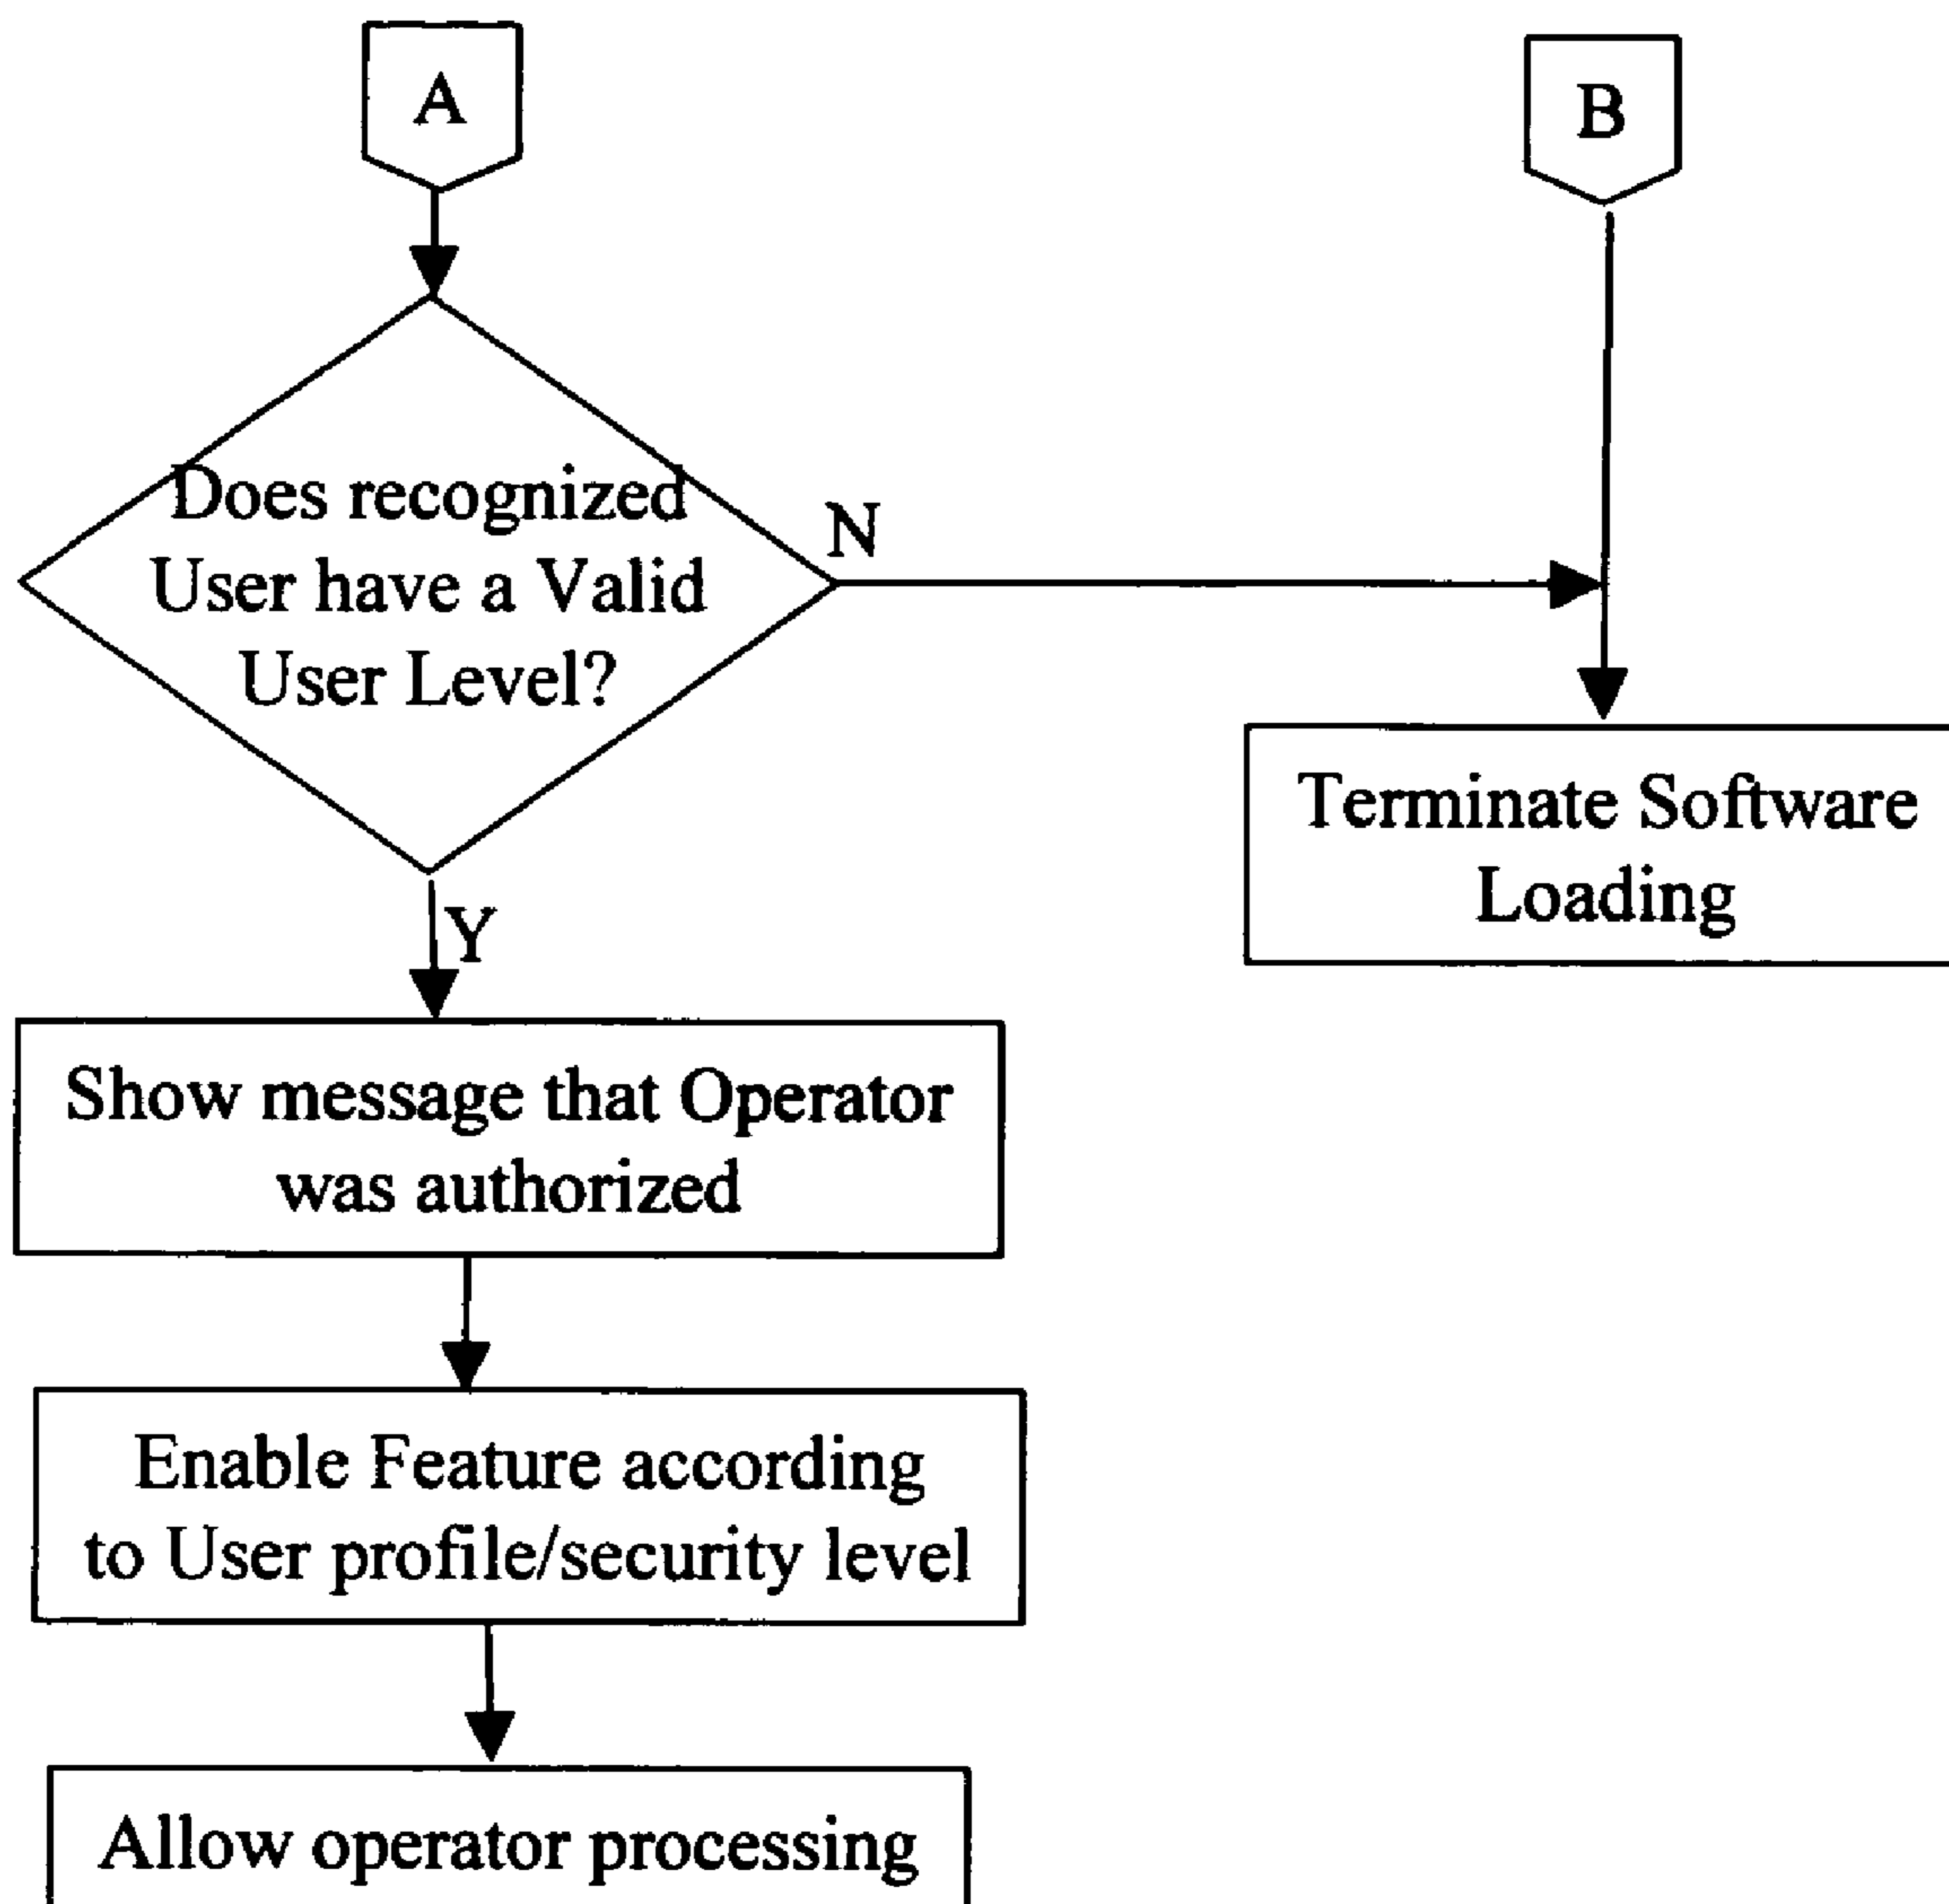 A
B
Does recognized
User have a Valid
User Level?
N
Terminate Software
Loading
Y
Show message that Operator
was authorized
Enable Feature according
to User profile/security level
Allow operator processing